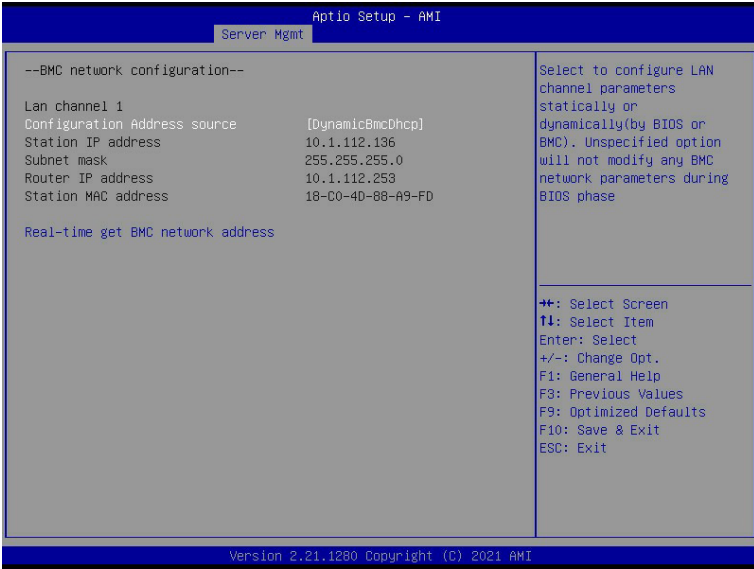 Aptio Setup – AMI
Server Mgmt
--BMC network configuration--
Lan channel 1
Configuration Address source [DynamicBmcDhcp]
Station IP address 10.1.112.136
Subnet mask 255.255.255.0
Router IP address 10.1.112.253
Station MAC address 18-C0-4D-88-A9-FD
Real-time get BMC network address
Select to configure LAN
channel parameters
statically or
dynamically(by BIOS or
BMC). Unspecified option
will not modify any BMC
network parameters during
BIOS phase
→←: Select Screen
↑↓: Select Item
Enter: Select
+/-: Change Opt.
F1: General Help
F3: Previous Values
F9: Optimized Defaults
F10: Save & Exit
ESC: Exit
Version 2.21.1280 Copyright (C) 2021 AMI